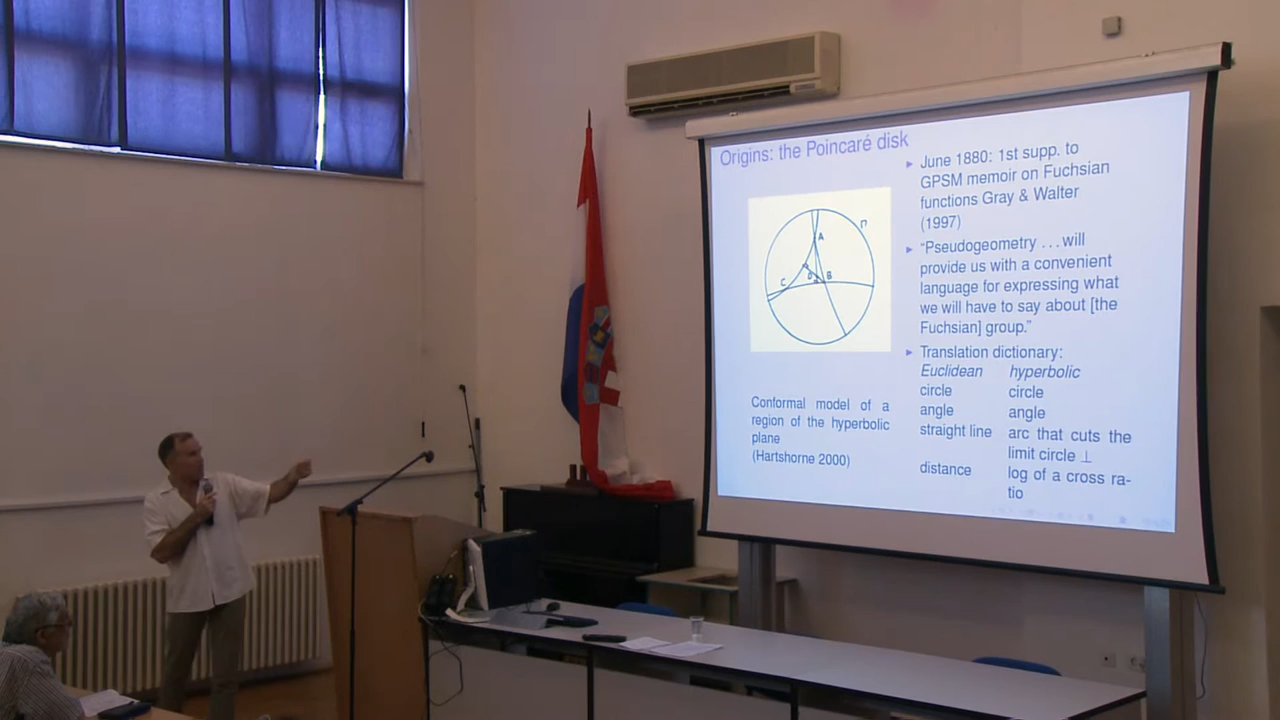 Origins: the Poincaré disk
A
B
C
D
Conformal model of a
region of the hyperbolic
plane
(Hartshorne 2000)
▸ June 1880: 1st supp. to
GPSM memoir on Fuchsian
functions Gray & Walter
(1997)
▸ “Pseudogeometry . . . will
provide us with a convenient
language for expressing what
we will have to say about [the
Fuchsian] group.”
▸ Translation dictionary:
Euclidean hyperbolic
circle circle
angle angle
straight line arc that cuts the
limit circle ⊥
distance log of a cross ra-
tio